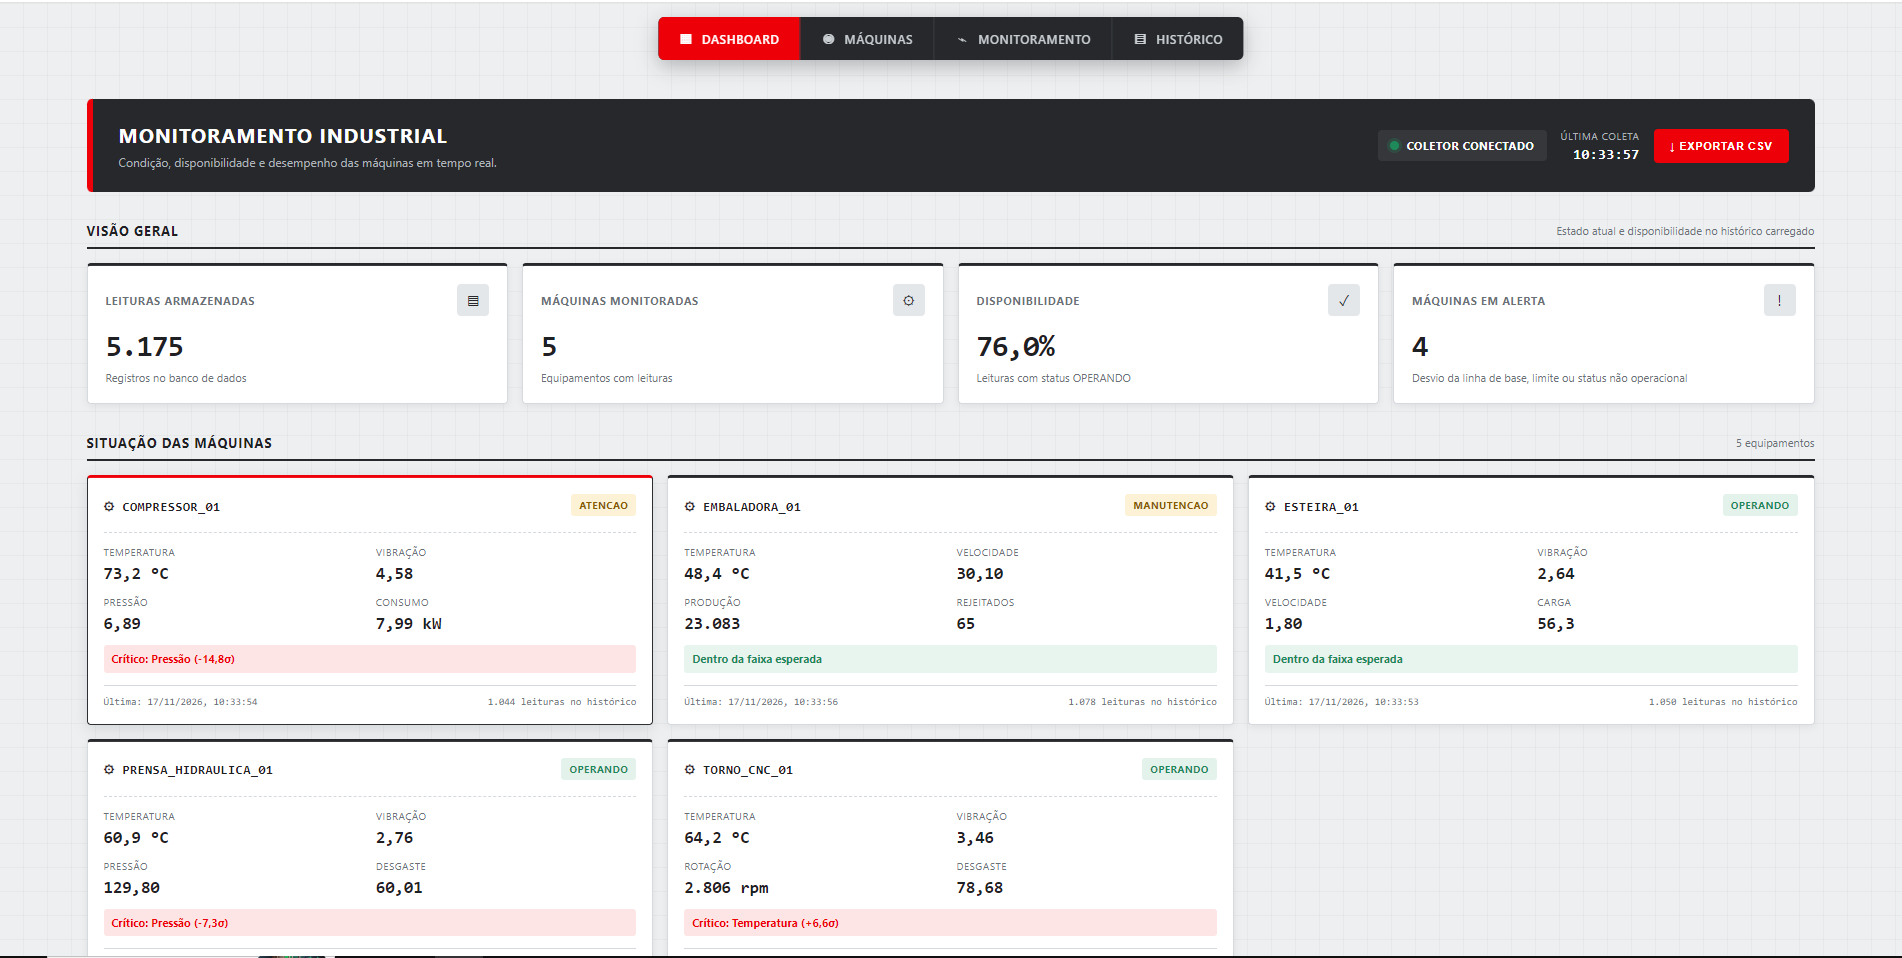 DASHBOARD MÁQUINAS MONITORAMENTO HISTÓRICO
MONITORAMENTO INDUSTRIAL
Condição, disponibilidade e desempenho das máquinas em tempo real.
COLETOR CONECTADO
ÚLTIMA COLETA
10:33:57
↓ EXPORTAR CSV
VISÃO GERAL
Estado atual e disponibilidade no histórico carregado
LEITURAS ARMAZENADAS
5.175
Registros no banco de dados
MÁQUINAS MONITORADAS
5
Equipamentos com leituras
DISPONIBILIDADE
✓
76,0%
Leituras com status OPERANDO
MÁQUINAS EM ALERTA
!
4
Desvio da linha de base, limite ou status não operacional
SITUAÇÃO DAS MÁQUINAS
5 equipamentos
COMPRESSOR_01
ATENCAO
TEMPERATURA VIBRAÇÃO
73,2 °C 4,58
PRESSÃO CONSUMO
6,89 7,99 kW
Crítico: Pressão (-14,8σ)
Última: 17/11/2026, 10:33:54 1.044 leituras no histórico
EMBALADORA_01
MANUTENCAO
TEMPERATURA VELOCIDADE
48,4 °C 30,10
PRODUÇÃO REJEITADOS
23.083 65
Dentro da faixa esperada
Última: 17/11/2026, 10:33:56 1.078 leituras no histórico
ESTEIRA_01
OPERANDO
TEMPERATURA VIBRAÇÃO
41,5 °C 2,64
VELOCIDADE CARGA
1,80 56,3
Dentro da faixa esperada
Última: 17/11/2026, 10:33:53 1.050 leituras no histórico
PRENSA_HIDRAULICA_01
OPERANDO
TEMPERATURA VIBRAÇÃO
60,9 °C 2,76
PRESSÃO DESGASTE
129,80 60,01
Crítico: Pressão (-7,3σ)
TORNO_CNC_01
OPERANDO
TEMPERATURA VIBRAÇÃO
64,2 °C 3,46
ROTAÇÃO DESGASTE
2.806 rpm 78,68
Crítico: Temperatura (+6,6σ)